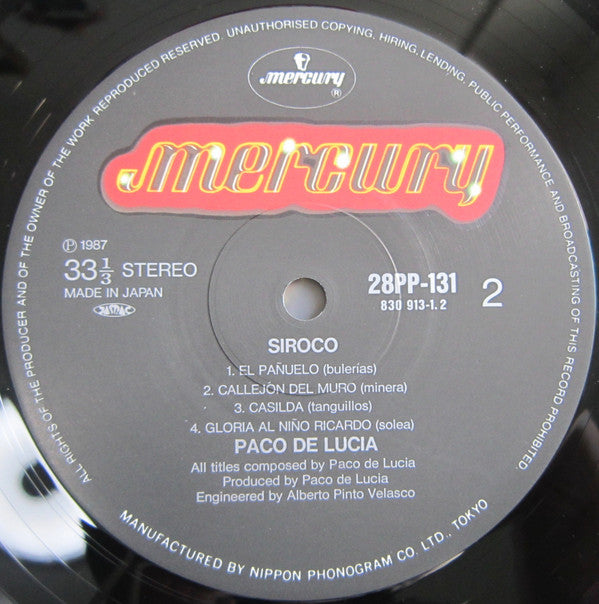 ALL RIGHTS OF THE PRODUCER AND OF THE OWNER OF THE WORK REPRODUCED RESERVED. UNAUTHORISED COPYING, HIRING, LENDING, PUBLIC PERFORMANCE AND BROADCASTING OF THIS RECORD PROHIBITED.
mercury
®
mercury
℗ 1987
33 1/3 STEREO
MADE IN JAPAN
28PP-131
830 913-1. 2
2
SIROCO
1. EL PAÑUELO (bulerías)
2. CALLEJÓN DEL MURO (minera)
3. CASILDA (tanguillos)
4. GLORIA AL NIÑO RICARDO (solea)
PACO DE LUCIA
All titles composed by Paco de Lucia
Produced by Paco de Lucia
Engineered by Alberto Pinto Velasco
MANUFACTURED BY NIPPON PHONOGRAM CO. LTD., TOKYO